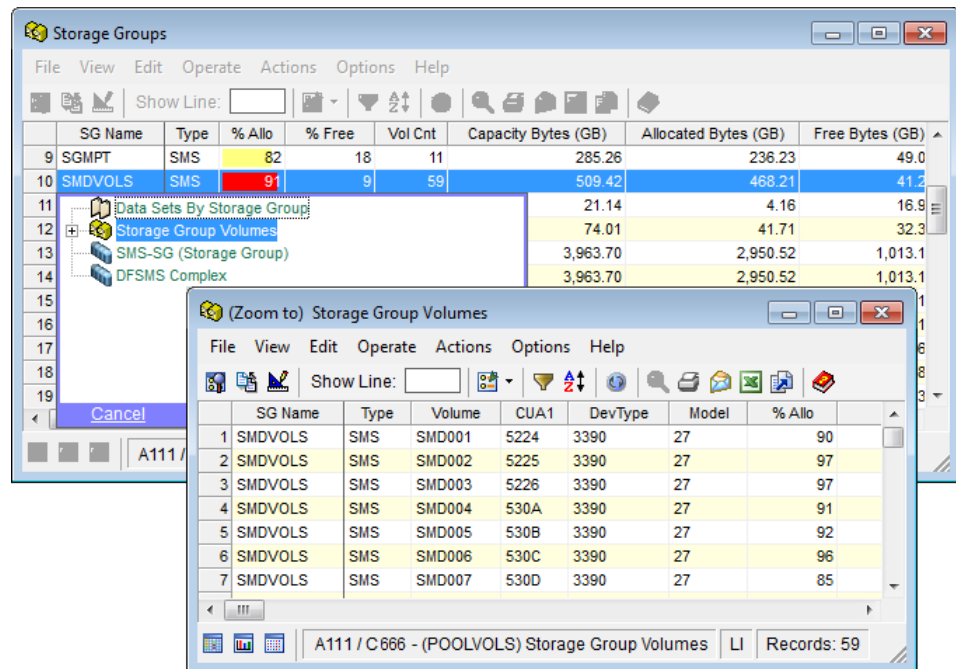 Storage Groups
File View Edit Operate Actions Options Help
Show Line:
SG Name Type % Allo % Free Vol Cnt Capacity Bytes (GB) Allocated Bytes (GB) Free Bytes (GB)
9 SGMPT SMS 82 18 11 285.26 236.23 49.0
10 SMDVOLS SMS 91 9 59 509.42 468.21 41.2
11 Data Sets By Storage Group 21.14 4.16 16.9
12 Storage Group Volumes 74.01 41.71 32.3
13 SMS-SG (Storage Group) 3,963.70 2,950.52 1,013.1
14 DFSMS Complex 3,963.70 2,950.52 1,013.1
15
16
17
18
19
Cancel
A111 /
(Zoom to) Storage Group Volumes
File View Edit Operate Actions Options Help
Show Line:
SG Name Type Volume CUA1 DevType Model % Allo
1 SMDVOLS SMS SMD001 5224 3390 27 90
2 SMDVOLS SMS SMD002 5225 3390 27 97
3 SMDVOLS SMS SMD003 5226 3390 27 97
4 SMDVOLS SMS SMD004 530A 3390 27 91
5 SMDVOLS SMS SMD005 530B 3390 27 92
6 SMDVOLS SMS SMD006 530C 3390 27 96
7 SMDVOLS SMS SMD007 530D 3390 27 85
A111 / C666 - (POOLVOLS) Storage Group Volumes LI Records: 59